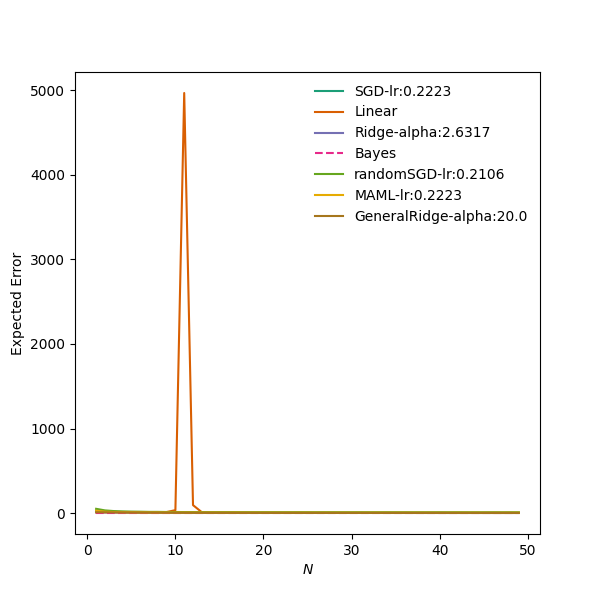 SGD-lr:0.2223
Linear
Ridge-alpha:2.6317
Bayes
randomSGD-lr:0.2106
MAML-lr:0.2223
GeneralRidge-alpha:20.0
Expected Error
5000
4000
3000
2000
1000
0
0 10 20 30 40 50
N